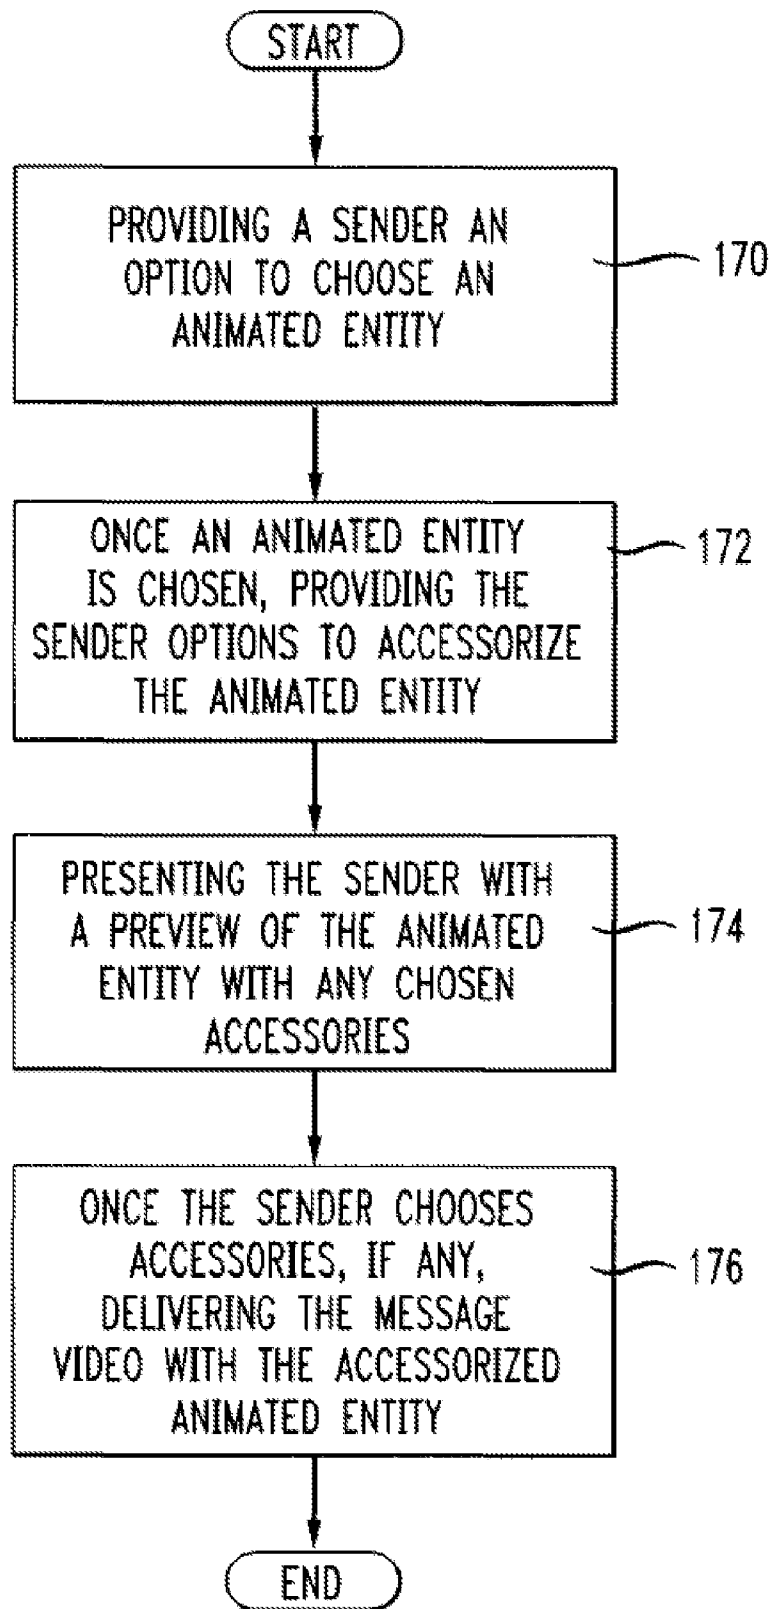 START
PROVIDING A SENDER AN
OPTION TO CHOOSE AN
ANIMATED ENTITY
170
ONCE AN ANIMATED ENTITY
IS CHOSEN, PROVIDING THE
SENDER OPTIONS TO ACCESSORIZE
THE ANIMATED ENTITY
172
PRESENTING THE SENDER WITH
A PREVIEW OF THE ANIMATED
ENTITY WITH ANY CHOSEN
ACCESSORIES
174
ONCE THE SENDER CHOOSES
ACCESSORIES, IF ANY,
DELIVERING THE MESSAGE
VIDEO WITH THE ACCESSORIZED
ANIMATED ENTITY
176
END